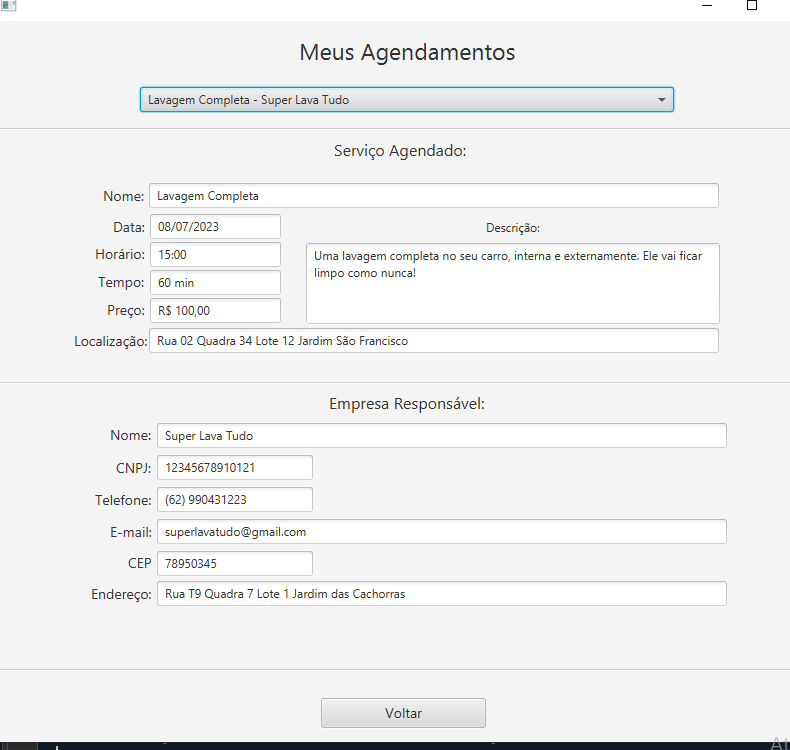 Meus Agendamentos
Lavagem Completa - Super Lava Tudo
Serviço Agendado:
Nome: Lavagem Completa
Data: 08/07/2023
Descrição:
Horário: 15:00
Uma lavagem completa no seu carro, interna e externamente. Ele vai ficar
limpo como nunca!
Tempo: 60 min
Preço: R$ 100,00
Localização: Rua 02 Quadra 34 Lote 12 Jardim São Francisco
Empresa Responsável:
Nome: Super Lava Tudo
CNPJ: 12345678910121
Telefone: (62) 990431223
E-mail: superlavatudo@gmail.com
CEP 78950345
Endereço: Rua T9 Quadra 7 Lote 1 Jardim das Cachorras
Voltar